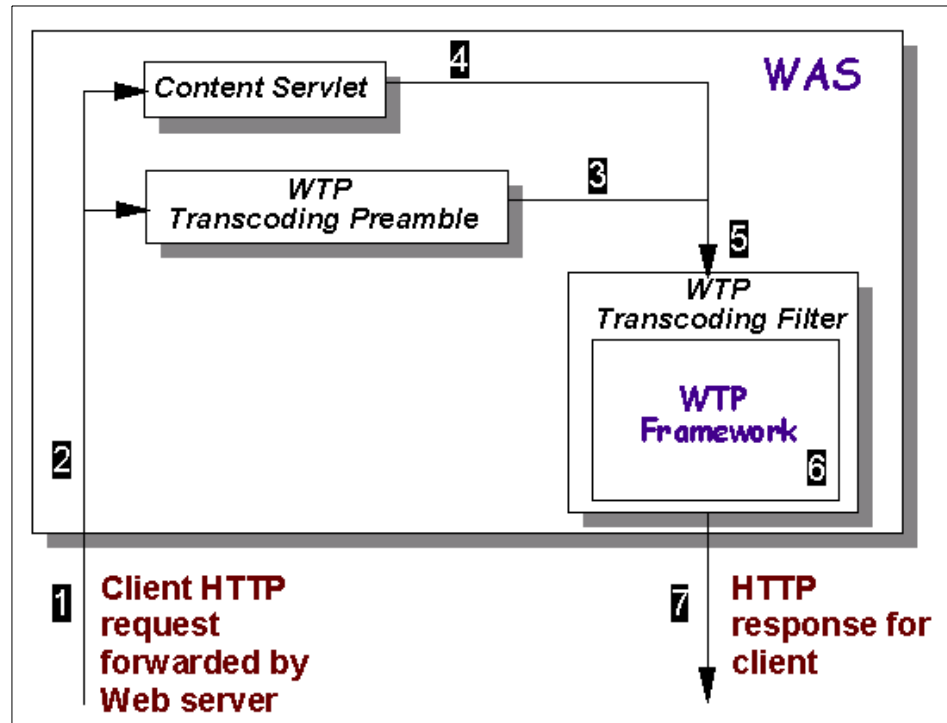 4
WAS
Content Servlet
3
WTP
Transcoding Preamble
5
WTP
Transcoding Filter
WTP
Framework
6
2
1
Client HTTP
request
forwarded by
Web server
7
HTTP
response for
client